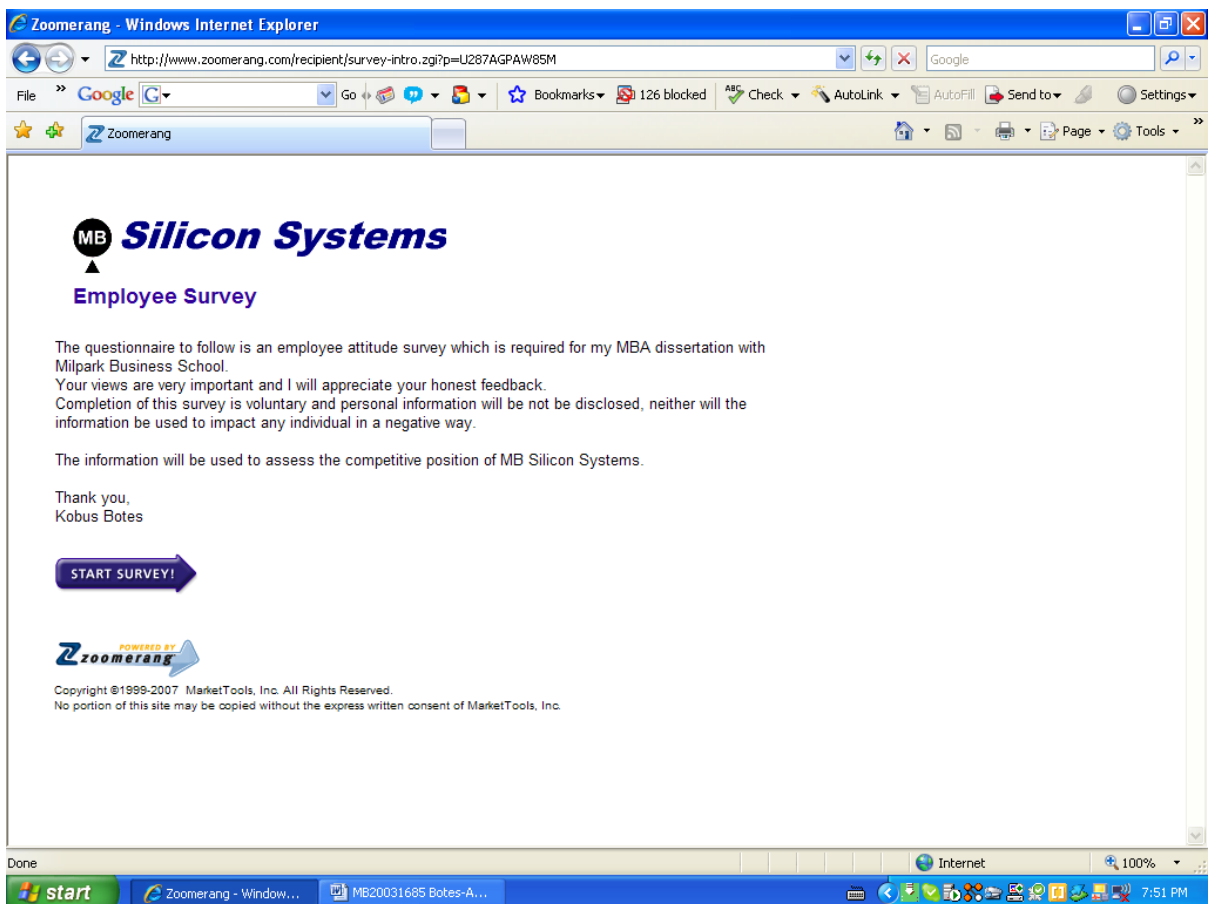 Zoomerang - Windows Internet Explorer
http://www.zoomerang.com/recipient/survey-intro.zgi?p=U287AGPAW85M Google
File » Google G Go Bookmarks 126 blocked ABC Check AutoLink AutoFill Send to Settings
Zoomerang Page Tools »
MB Silicon Systems
Employee Survey
The questionnaire to follow is an employee attitude survey which is required for my MBA dissertation with
Milpark Business School.
Your views are very important and I will appreciate your honest feedback.
Completion of this survey is voluntary and personal information will be not be disclosed, neither will the
information be used to impact any individual in a negative way.
The information will be used to assess the competitive position of MB Silicon Systems.
Thank you,
Kobus Botes
START SURVEY!
POWERED BY
zoomerang
Copyright ©1999-2007 MarketTools, Inc. All Rights Reserved.
No portion of this site may be copied without the express written consent of MarketTools, Inc.
Done Internet 100%
start Zoomerang - Window... MB20031685 Botes-A... 7:51 PM